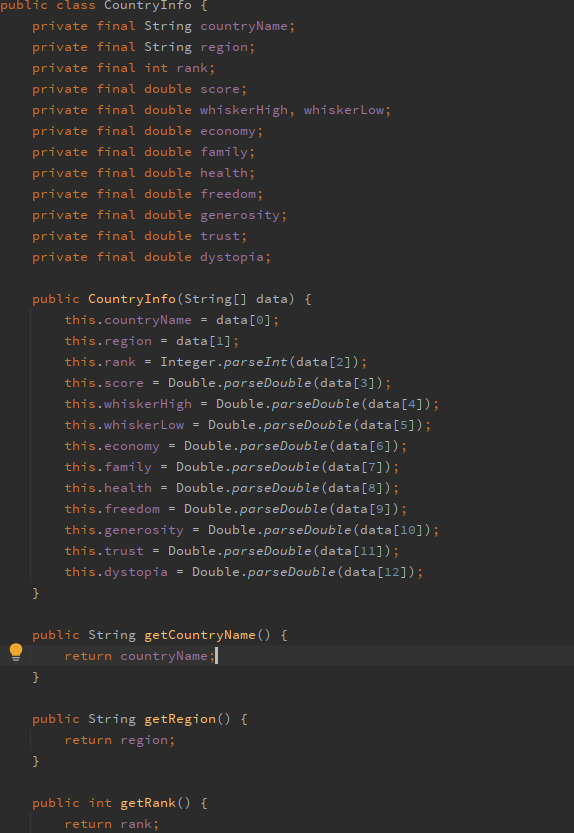 public class CountryInfo {
    private final String countryName;
    private final String region;
    private final int rank;
    private final double score;
    private final double whiskerHigh, whiskerLow;
    private final double economy;
    private final double family;
    private final double health;
    private final double freedom;
    private final double generosity;
    private final double trust;
    private final double dystopia;

    public CountryInfo(String[] data) {
        this.countryName = data[0];
        this.region = data[1];
        this.rank = Integer.parseInt(data[2]);
        this.score = Double.parseDouble(data[3]);
        this.whiskerHigh = Double.parseDouble(data[4]);
        this.whiskerLow = Double.parseDouble(data[5]);
        this.economy = Double.parseDouble(data[6]);
        this.family = Double.parseDouble(data[7]);
        this.health = Double.parseDouble(data[8]);
        this.freedom = Double.parseDouble(data[9]);
        this.generosity = Double.parseDouble(data[10]);
        this.trust = Double.parseDouble(data[11]);
        this.dystopia = Double.parseDouble(data[12]);
    }

    public String getCountryName() {
        return countryName;
    }

    public String getRegion() {
        return region;
    }

    public int getRank() {
        return rank;